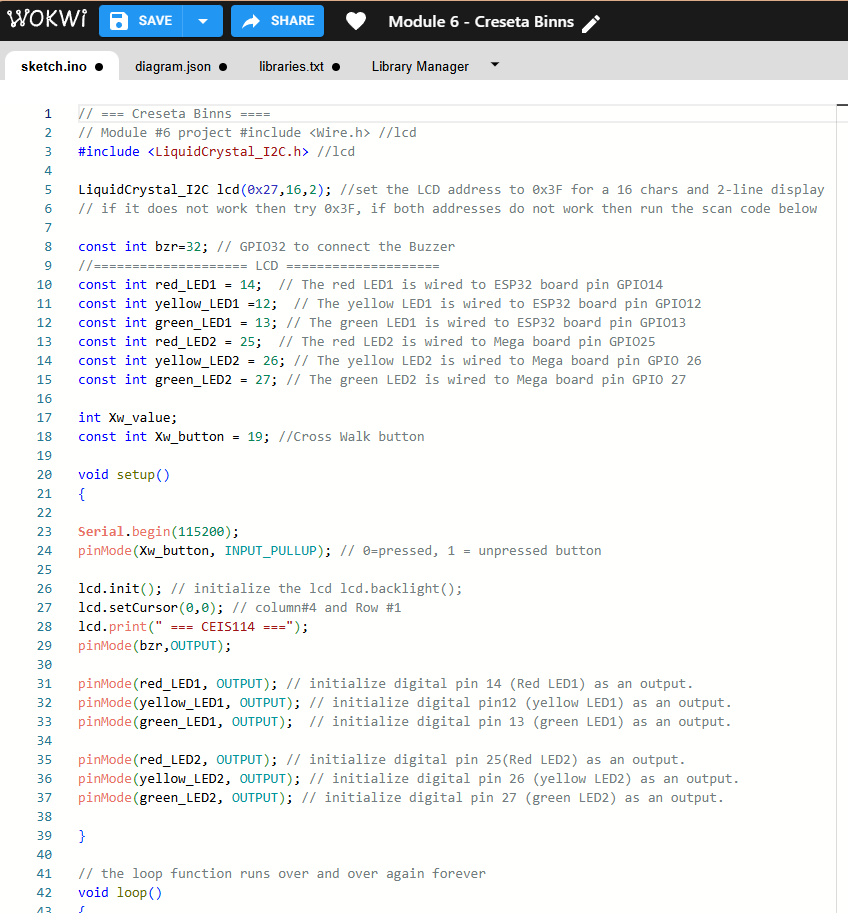 WOKWI SAVE SHARE Module 6 - Creseta Binns
sketch.ino diagram.json libraries.txt Library Manager
1 // === Creseta Binns ====
2 // Module #6 project #include <Wire.h> //lcd
3 #include <LiquidCrystal_I2C.h> //lcd
4
5 LiquidCrystal_I2C lcd(0x27,16,2); //set the LCD address to 0x3F for a 16 chars and 2-line display
6 // if it does not work then try 0x3F, if both addresses do not work then run the scan code below
7
8 const int bzr=32; // GPIO32 to connect the Buzzer
9 //==================== LCD ====================
10 const int red_LED1 = 14;  // The red LED1 is wired to ESP32 board pin GPIO14
11 const int yellow_LED1 =12;  // The yellow LED1 is wired to ESP32 board pin GPIO12
12 const int green_LED1 = 13; // The green LED1 is wired to ESP32 board pin GPIO13
13 const int red_LED2 = 25;  // The red LED2 is wired to Mega board pin GPIO25
14 const int yellow_LED2 = 26; // The yellow LED2 is wired to Mega board pin GPIO 26
15 const int green_LED2 = 27; // The green LED2 is wired to Mega board pin GPIO 27
16
17 int Xw_value;
18 const int Xw_button = 19; //Cross Walk button
19
20 void setup()
21 {
22
23 Serial.begin(115200);
24 pinMode(Xw_button, INPUT_PULLUP); // 0=pressed, 1 = unpressed button
25
26 lcd.init(); // initialize the lcd lcd.backlight();
27 lcd.setCursor(0,0); // column#4 and Row #1
28 lcd.print(" === CEIS114 ===");
29 pinMode(bzr,OUTPUT);
30
31 pinMode(red_LED1, OUTPUT); // initialize digital pin 14 (Red LED1) as an output.
32 pinMode(yellow_LED1, OUTPUT); // initialize digital pin12 (yellow LED1) as an output.
33 pinMode(green_LED1, OUTPUT);  // initialize digital pin 13 (green LED1) as an output.
34
35 pinMode(red_LED2, OUTPUT); // initialize digital pin 25(Red LED2) as an output.
36 pinMode(yellow_LED2, OUTPUT); // initialize digital pin 26 (yellow LED2) as an output.
37 pinMode(green_LED2, OUTPUT); // initialize digital pin 27 (green LED2) as an output.
38
39 }
40
41 // the loop function runs over and over again forever
42 void loop()
43 {